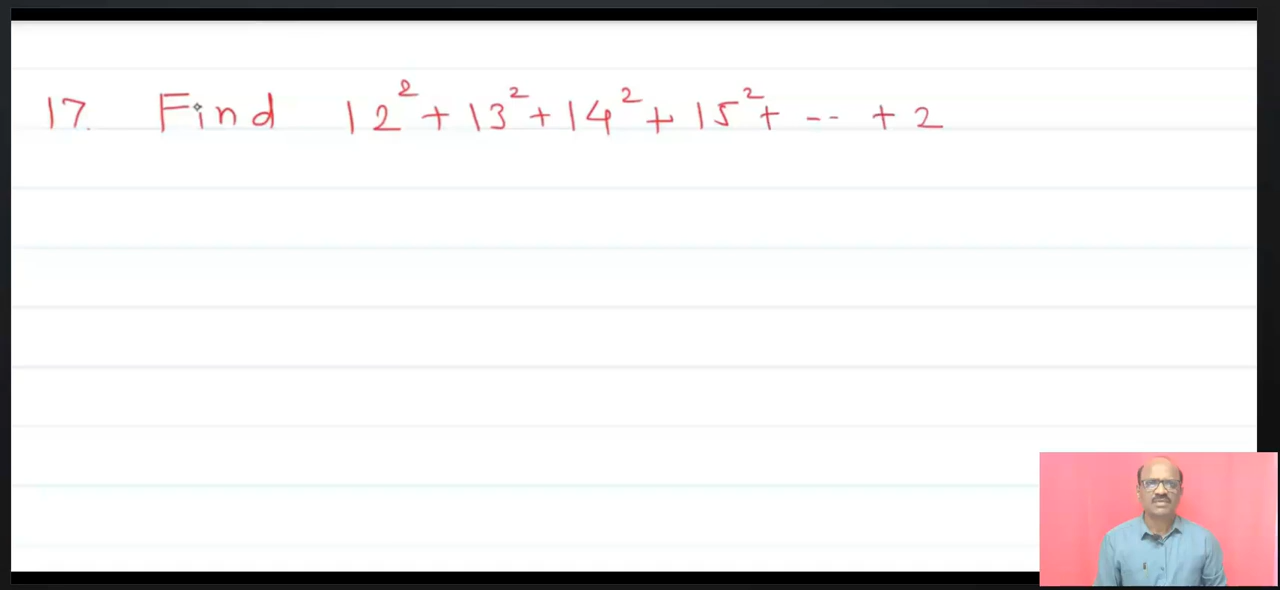 17. Find 12² + 13² + 14² + 15² + -- + 2